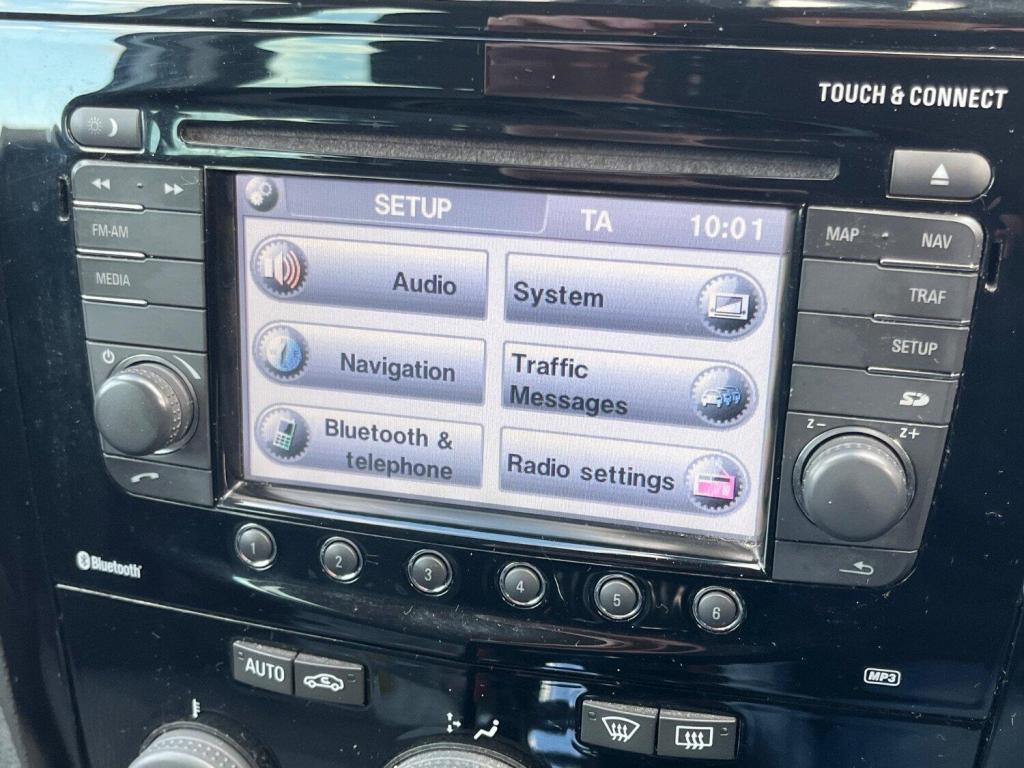 TOUCH & CONNECT
FM-AM
MEDIA
SETUP
TA
10:01
Audio
System
Navigation
Traffic
Messages
Bluetooth &
telephone
Radio settings
MAP
NAV
TRAF
SETUP
SD
z−
z+
Bluetooth
1
2
3
4
5
6
MP3
AUTO